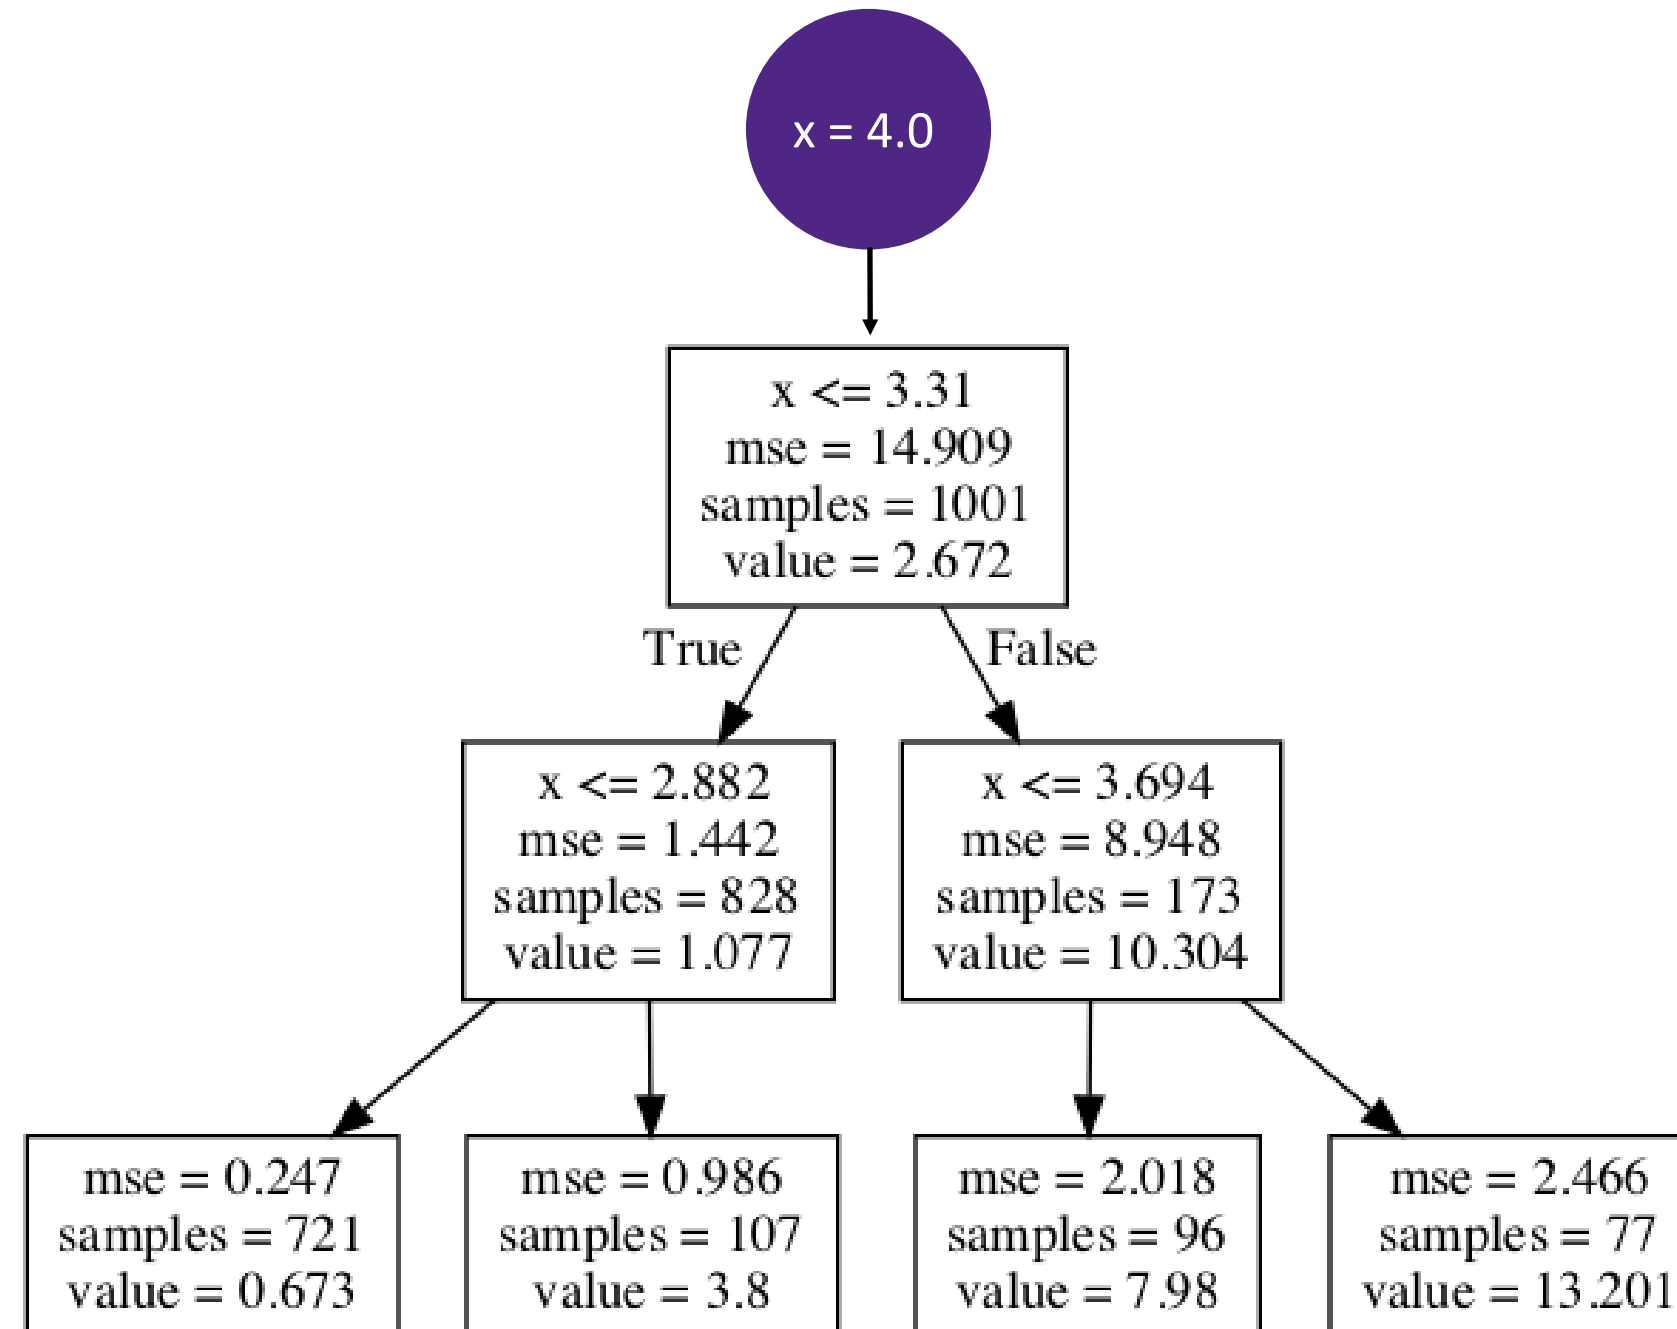 x = 4.0
x <= 3.31
mse = 14.909
samples = 1001
value = 2.672
True
False
x <= 2.882
mse = 1.442
samples = 828
value = 1.077
x <= 3.694
mse = 8.948
samples = 173
value = 10.304
mse = 0.247
samples = 721
value = 0.673
mse = 0.986
samples = 107
value = 3.8
mse = 2.018
samples = 96
value = 7.98
mse = 2.466
samples = 77
value = 13.201